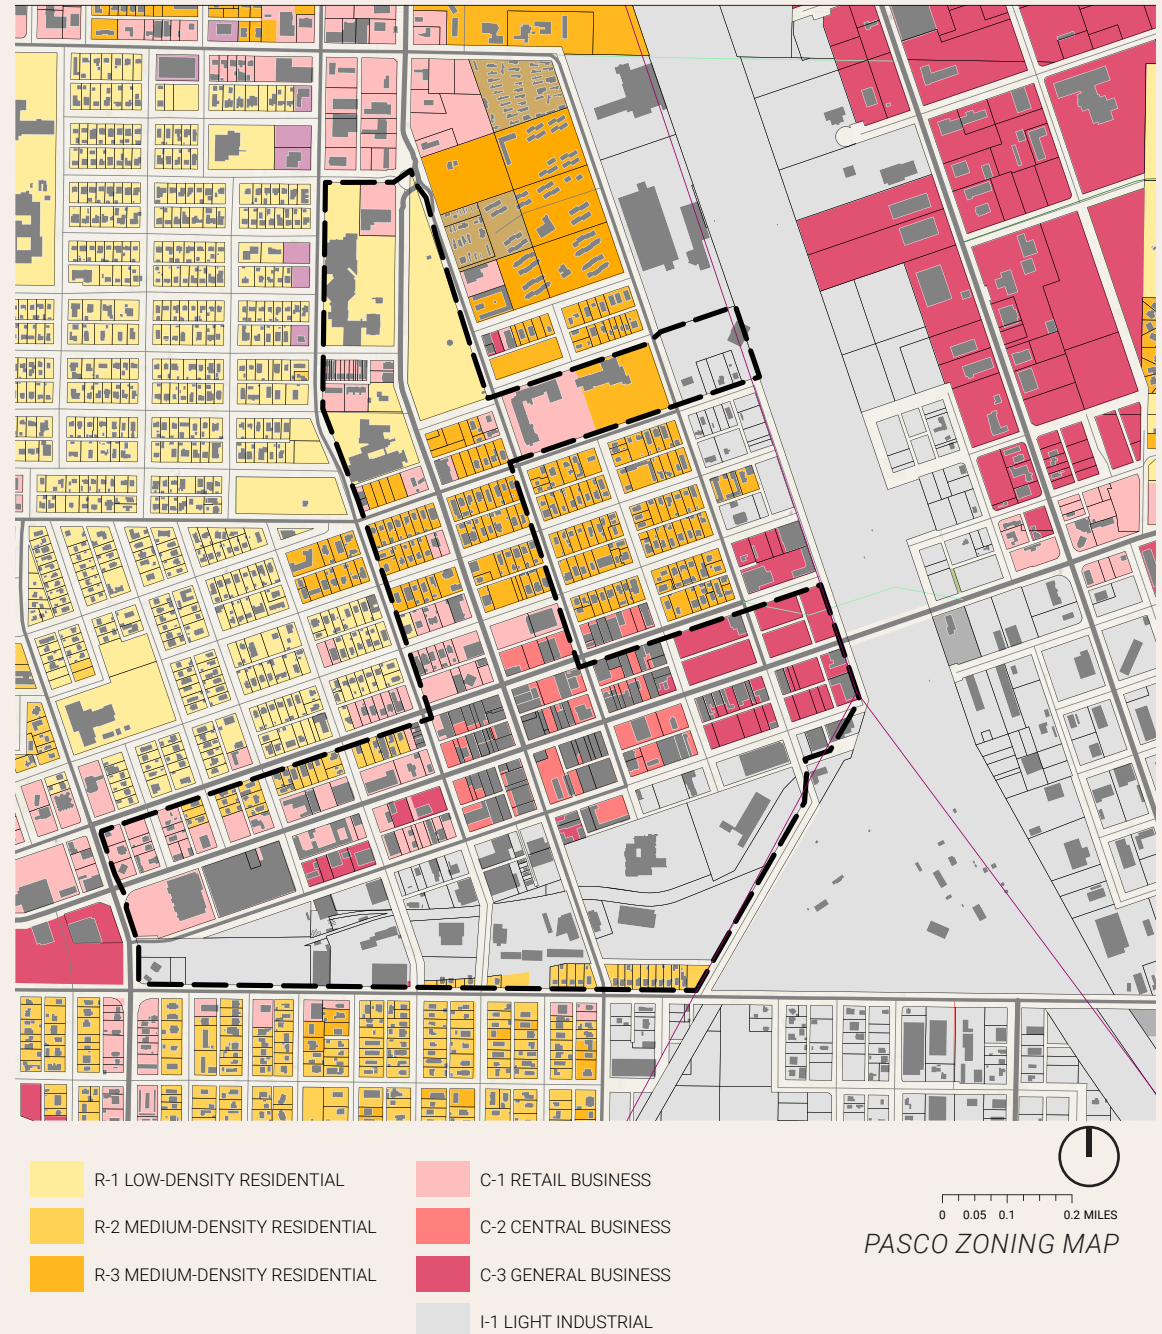 R-1 LOW-DENSITY RESIDENTIAL
R-2 MEDIUM-DENSITY RESIDENTIAL
R-3 MEDIUM-DENSITY RESIDENTIAL
C-1 RETAIL BUSINESS
C-2 CENTRAL BUSINESS
C-3 GENERAL BUSINESS
I-1 LIGHT INDUSTRIAL
0 0.05 0.1 0.2 MILES
PASCO ZONING MAP